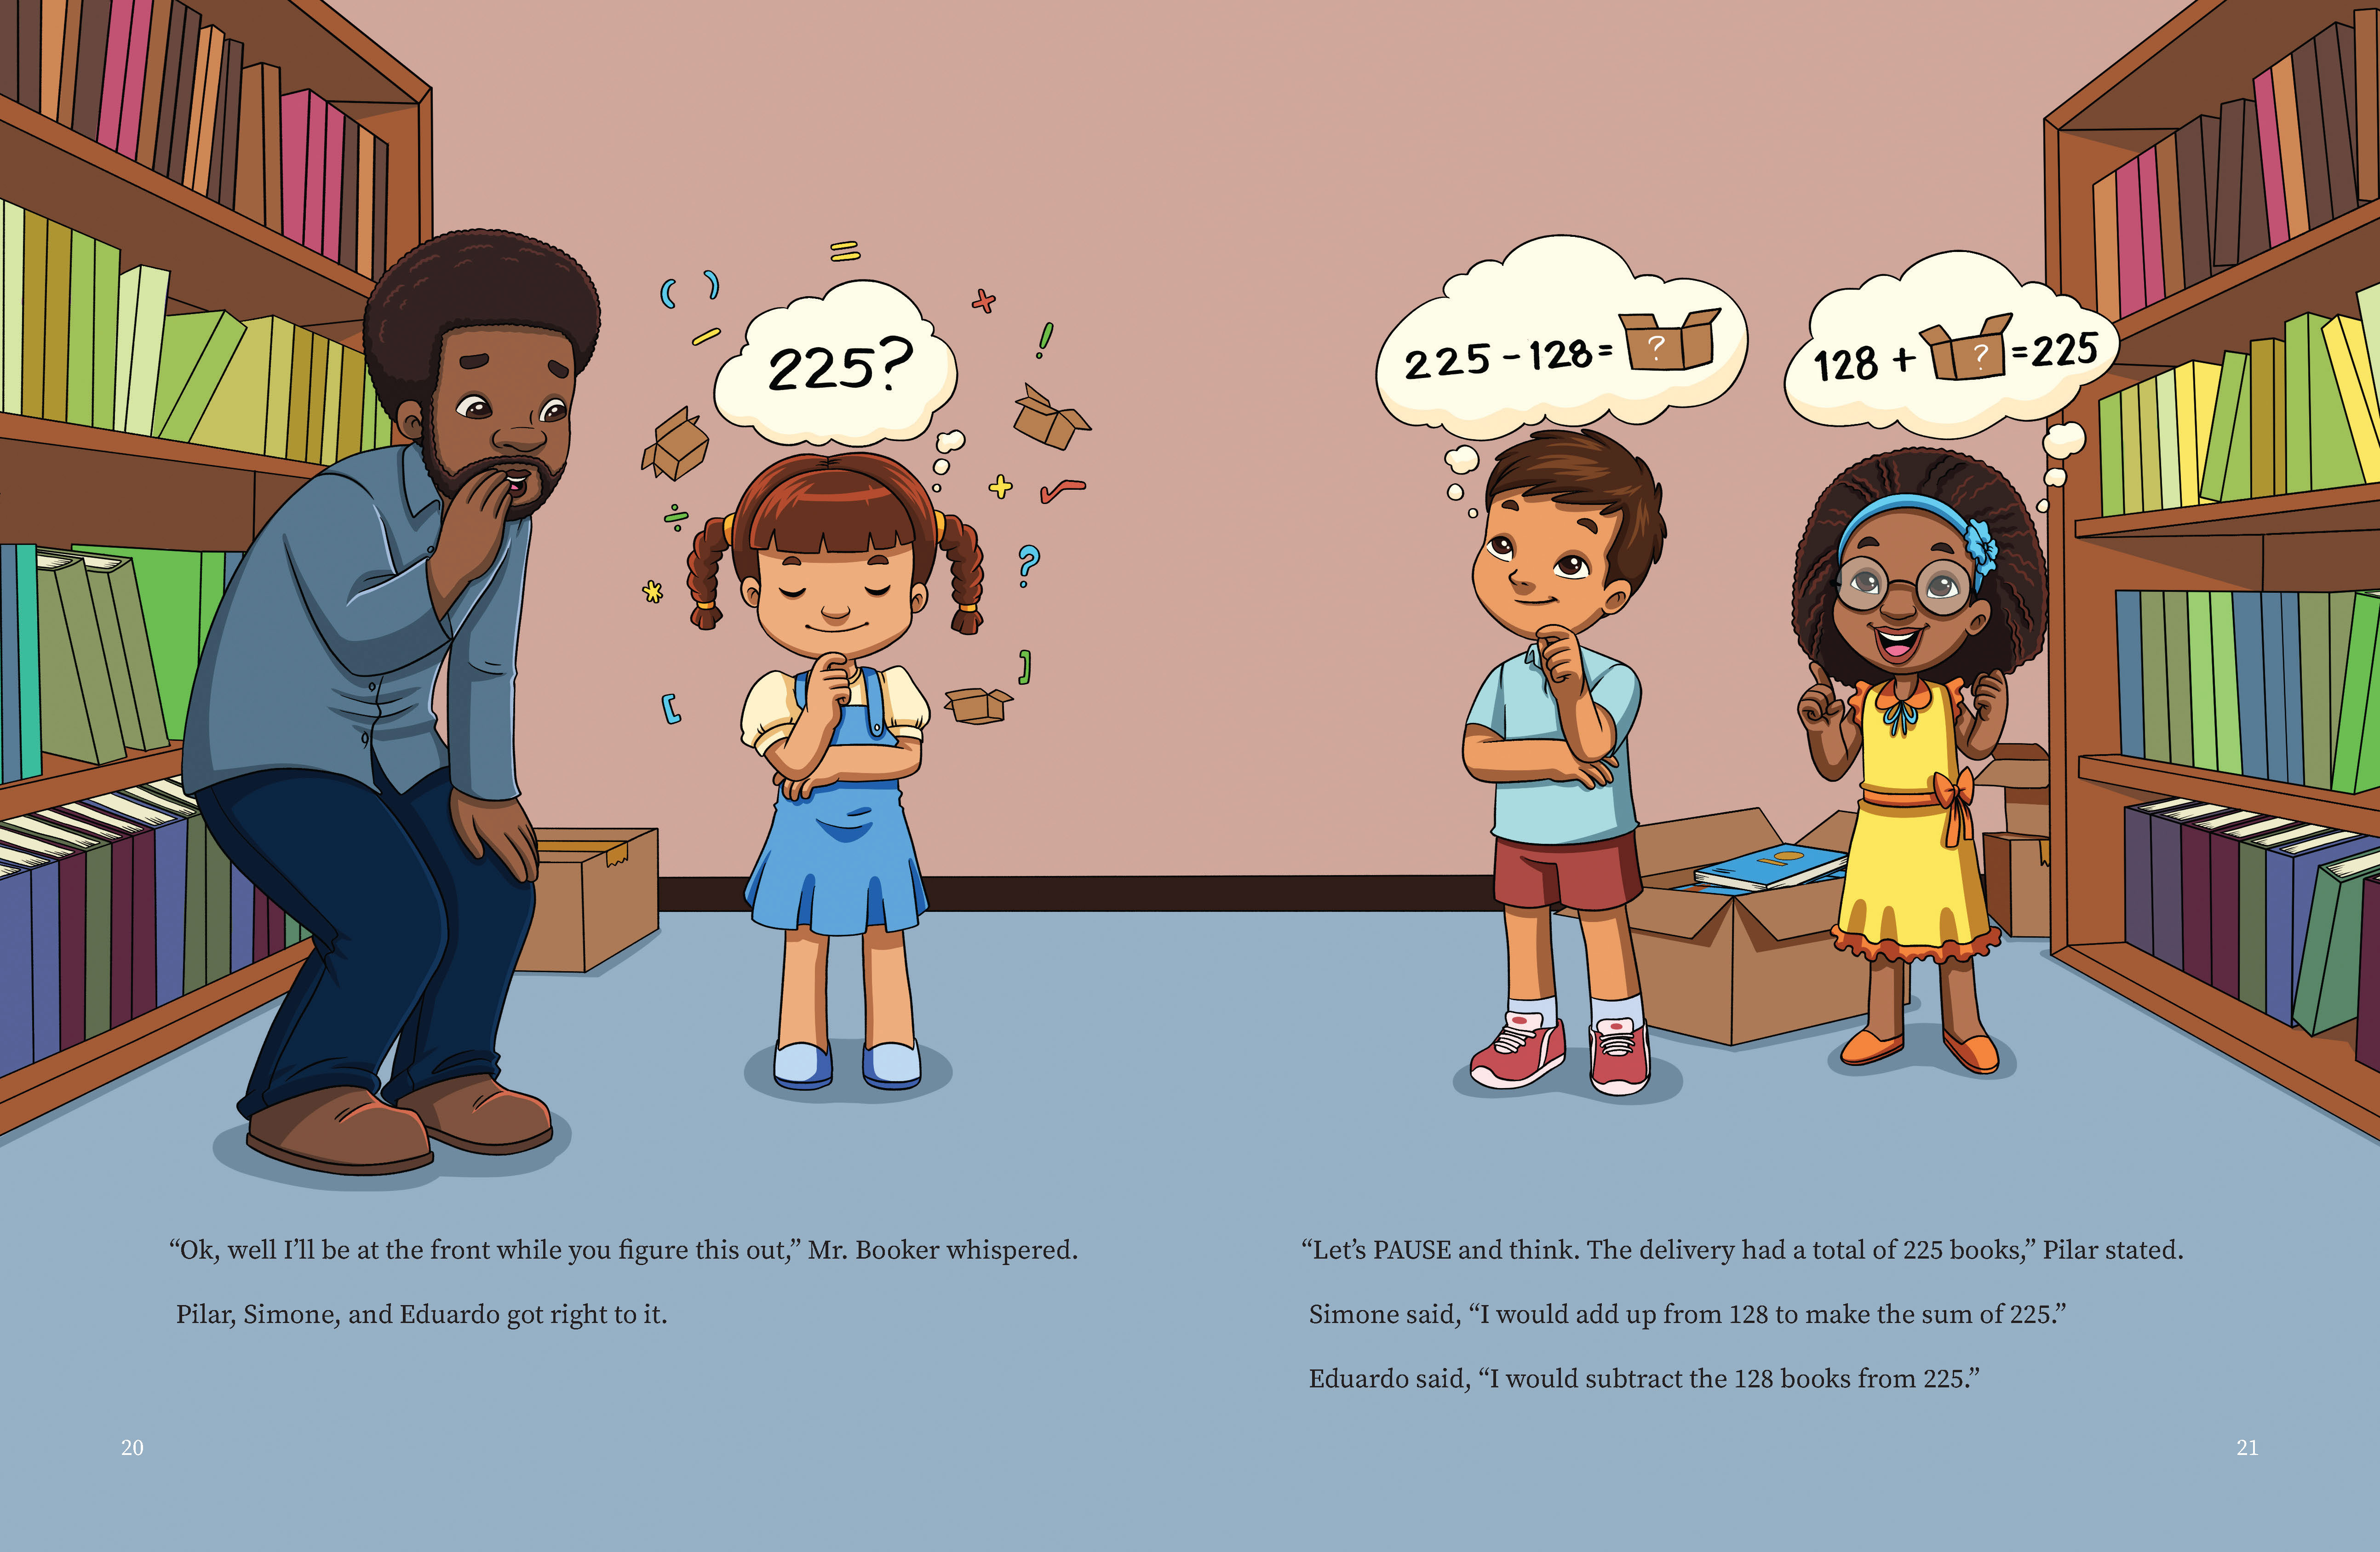 225?
225 - 128 = ?
128 + ? = 225
“Ok, well I’ll be at the front while you figure this out,” Mr. Booker whispered.
Pilar, Simone, and Eduardo got right to it.
20
“Let’s PAUSE and think. The delivery had a total of 225 books,” Pilar stated.
Simone said, “I would add up from 128 to make the sum of 225.”
Eduardo said, “I would subtract the 128 books from 225.”
21